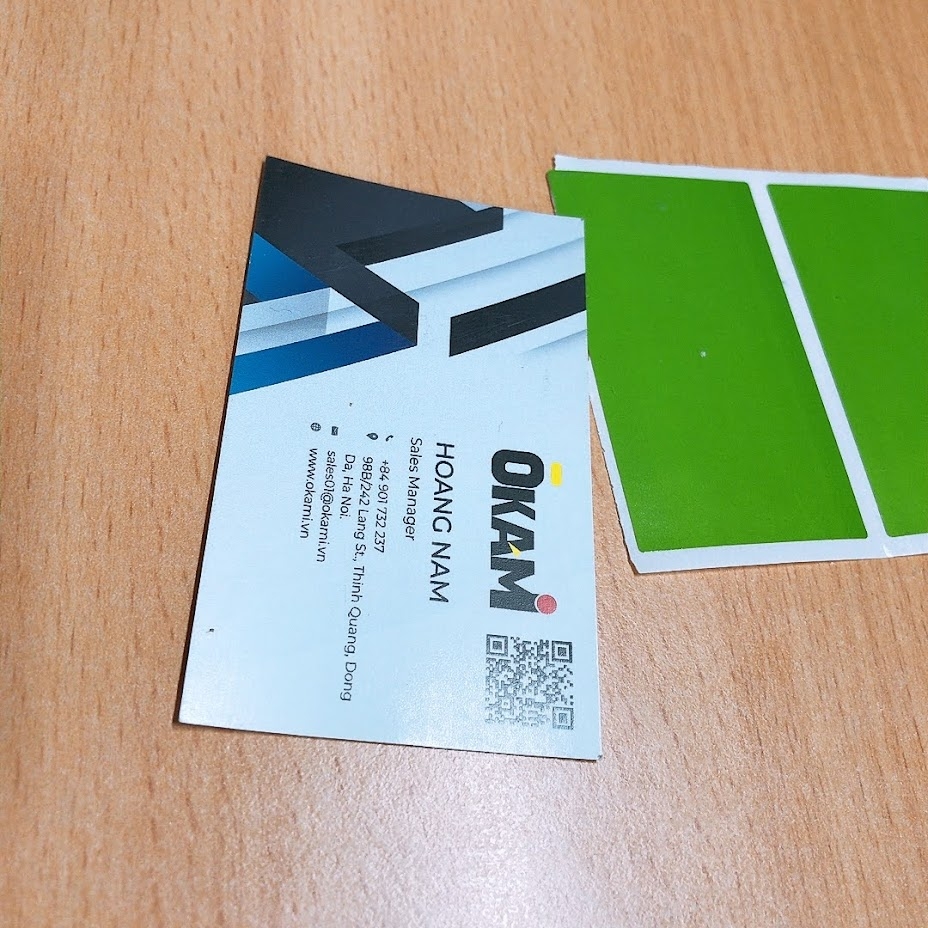 OKAMI
HOANG NAM
Sales Manager
+84 901 732 237
98B/242 Lang St., Thinh Quang, Dong
Da, Ha Noi.
sales01@okami.vn
www.okami.vn